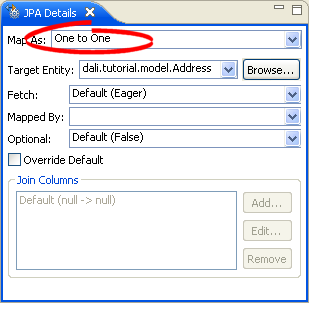 JPA Details
Map As: One to One
Target Entity: dali.tutorial.model.Address Browse...
Fetch: Default (Eager)
Mapped By:
Optional: Default (False)
Override Default
Join Columns
Default (null -> null) Add...
Edit...
Remove